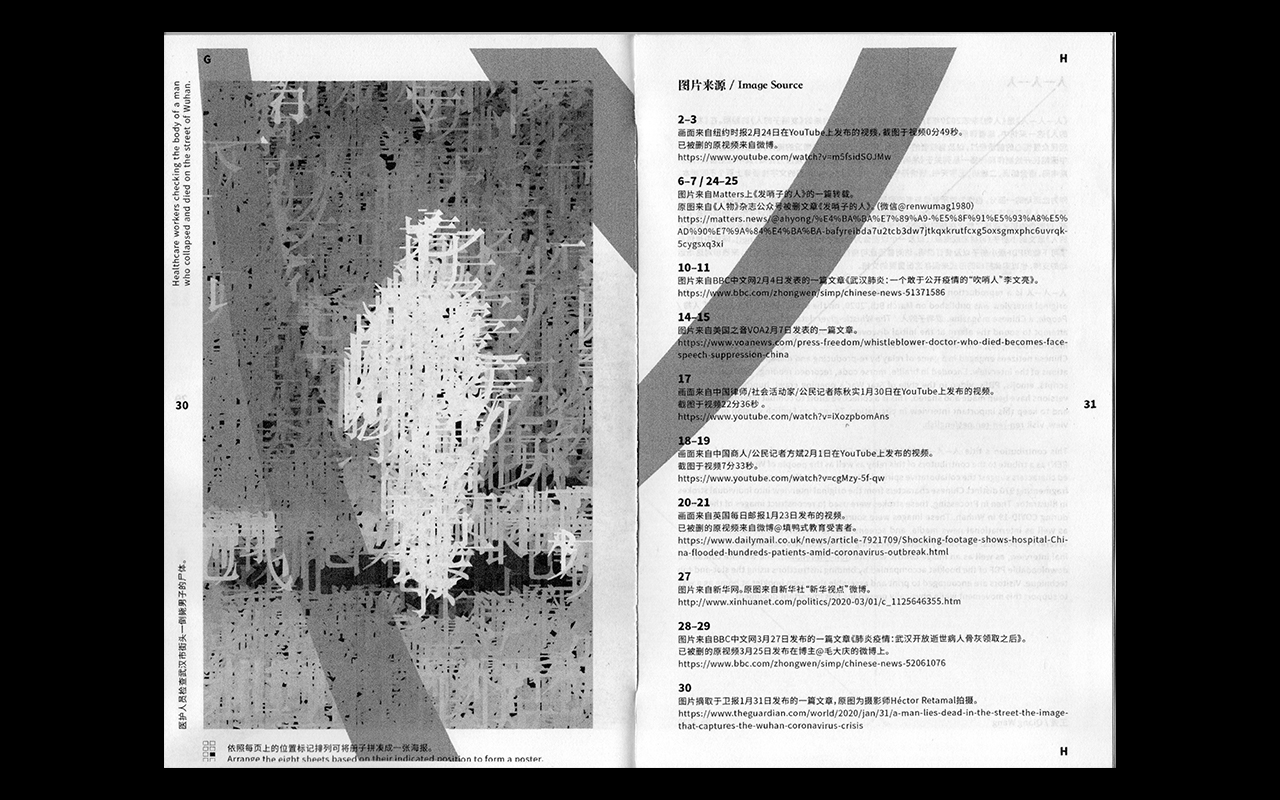 G
Healthcare workers checking the body of a man
who collapsed and died on the street of Wuhan.
30
医护人员检查武汉市街头一倒毙男子的尸体。
依照每页上的位置标记排列可将册子拼凑成一张海报。
Arrange the eight sheets based on their indicated position to form a poster.
H
图片来源 / Image Source
2–3
画面来自纽约时报2月24日在YouTube上发布的视频，截图于视频0分49秒。
已被删的原视频来自微博。
https://www.youtube.com/watch?v=m5fsidSOJMw
6–7 / 24–25
图片来自Matters上《发哨子的人》的一篇转载。
原图来自《人物》杂志公众号被删文章《发哨子的人》。（微信@renwumag1980）
https://matters.news/@ahyong/%E4%BA%BA%E7%89%A9-%E5%8F%91%E5%93%A8%E5%
AD%90%E7%9A%84%E4%BA%BA-bafyreibda7u2tcb3dw7jtkqxkrutfcxg5oxsgmxphc6uvrqk-
5cygsxq3xi
10–11
图片来自BBC中文网2月4日发表的一篇文章《武汉肺炎：一个敢于公开疫情的“吹哨人”李文亮》。
https://www.bbc.com/zhongwen/simp/chinese-news-51371586
14–15
图片来自美国之音VOA2月7日发表的一篇文章。
https://www.voanews.com/press-freedom/whistleblower-doctor-who-died-becomes-face-
speech-suppression-china
17
画面来自中国律师/社会活动家/公民记者陈秋实1月30日在YouTube上发布的视频。
截图于视频22分36秒 。
https://www.youtube.com/watch?v=iXozpbomAns
18–19
画面来自中国商人/公民记者方斌2月1日在YouTube上发布的视频。
截图于视频7分33秒。
https://www.youtube.com/watch?v=cgMzy-5f-qw
20–21
画面来自英国每日邮报1月23日发布的视频。
已被删的原视频来自微博@填鸭式教育受害者。
https://www.dailymail.co.uk/news/article-7921709/Shocking-footage-shows-hospital-Chi-
na-flooded-hundreds-patients-amid-coronavirus-outbreak.html
27
图片来自新华网。原图来自新华社“新华视点”微博。
http://www.xinhuanet.com/politics/2020-03/01/c_1125646355.htm
28–29
图片来自BBC中文网3月27日发布的一篇文章《肺炎疫情：武汉开放逝世病人骨灰领取之后》。
已被删的原视频3月25日发布在博主@毛大庆的微博上。
https://www.bbc.com/zhongwen/simp/chinese-news-52061076
30
图片摘取于卫报1月31日发布的一篇文章，原图为摄影师Héctor Retamal拍摄。
https://www.theguardian.com/world/2020/jan/31/a-man-lies-dead-in-the-street-the-image-
that-captures-the-wuhan-coronavirus-crisis
31
H